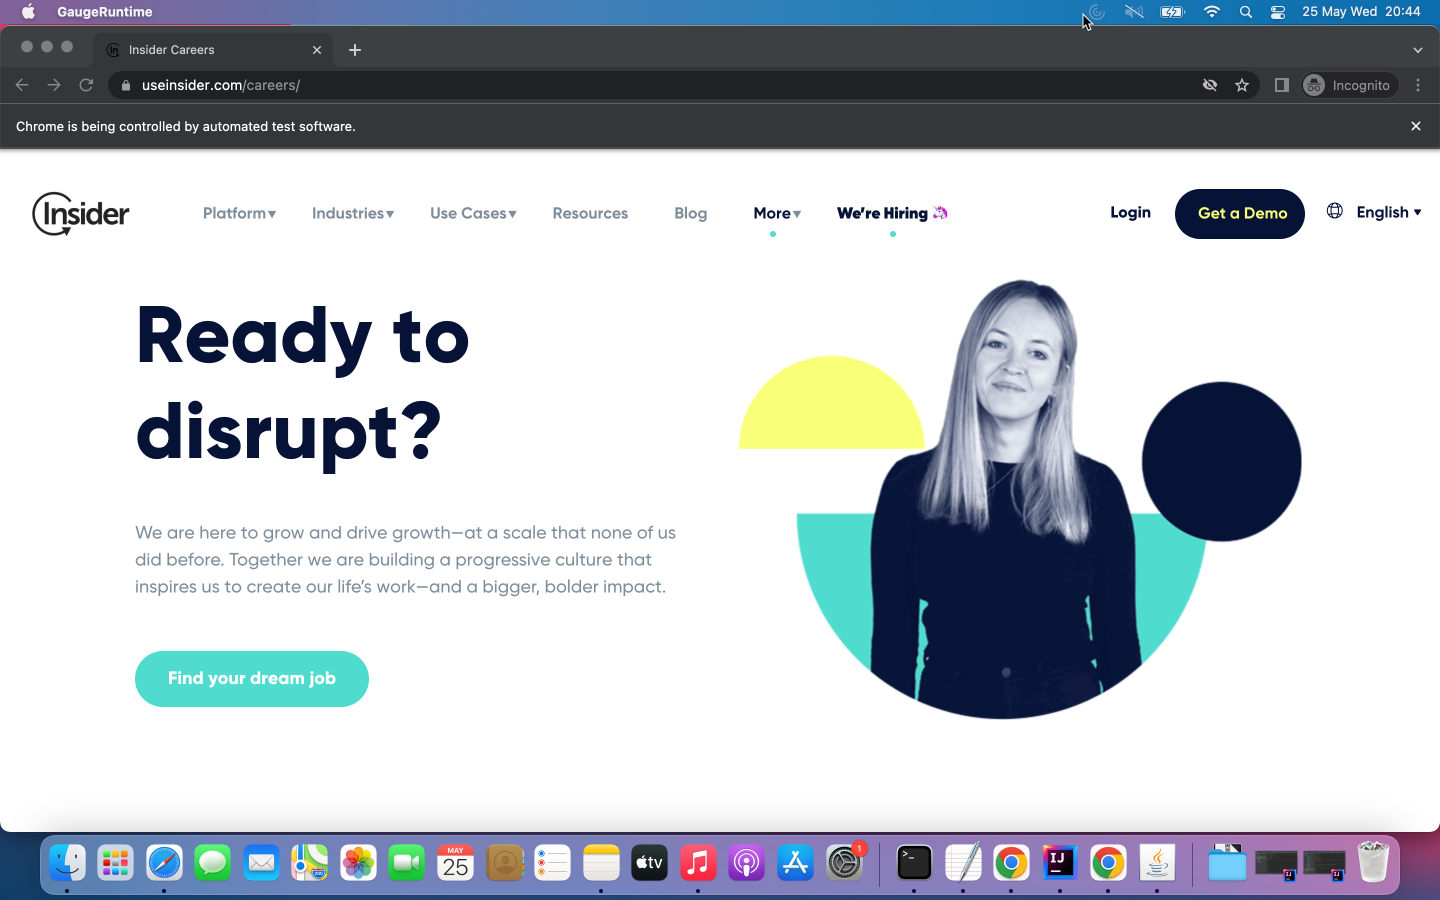 GaugeRuntime
25 May Wed 20:44
Insider Careers
useinsider.com/careers/
Incognito
Chrome is being controlled by automated test software.
Insider
Platform▾
Industries▾
Use Cases▾
Resources
Blog
More▾
We're Hiring 🦄
Login
Get a Demo
English ▾
Ready to
disrupt?
We are here to grow and drive growth—at a scale that none of us
did before. Together we are building a progressive culture that
inspires us to create our life's work—and a bigger, bolder impact.
Find your dream job
MAY
25
tv
1
>_
IJ
IJ
IJ